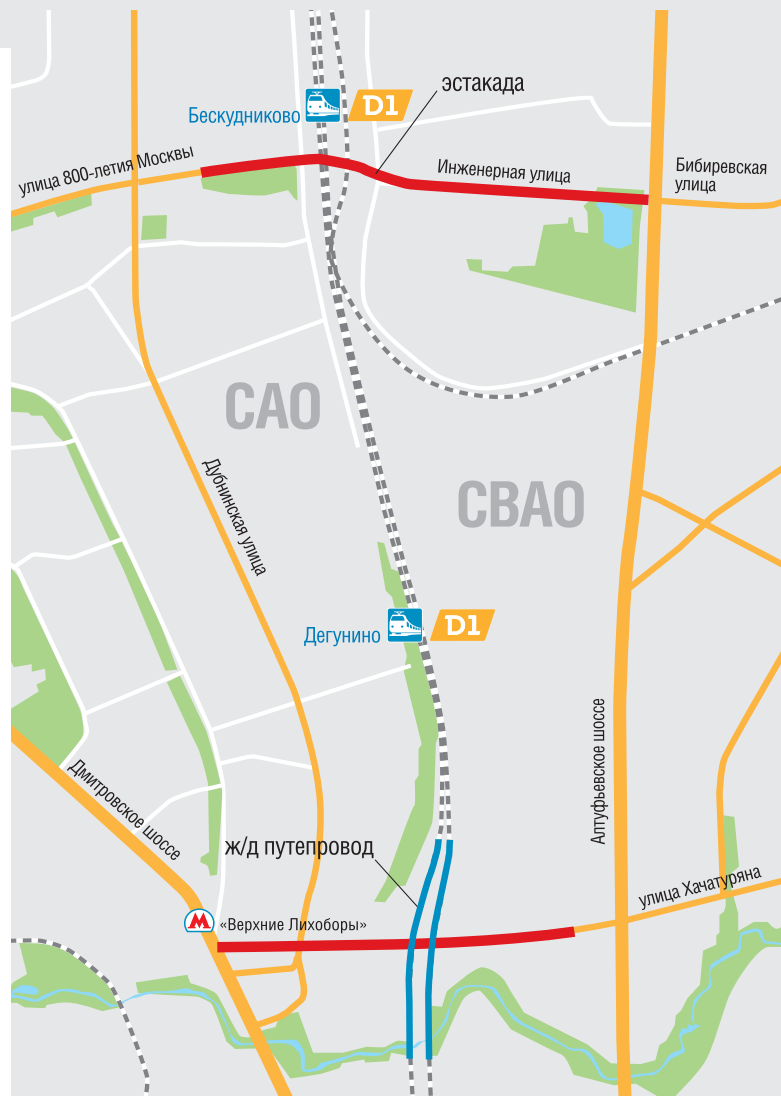 эстакада
D1
Бескудниково
улица 800-летия Москвы
Инженерная улица
Бибиревская
улица
САО
Дубнинская улица
СВАО
Дегунино
D1
Алтуфьевское шоссе
Дмитровское шоссе
ж/д путепровод
улица Хачатуряна
М
«Верхние Лихоборы»